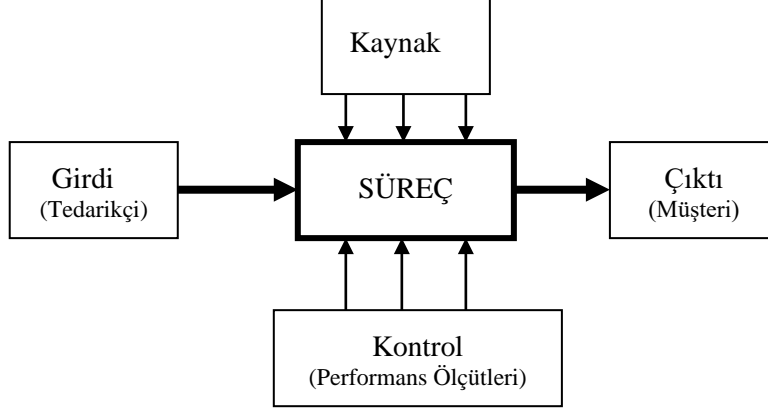 Kaynak
Girdi
(Tedarikçi)
SÜREÇ
Çıktı
(Müşteri)
Kontrol
(Performans Ölçütleri)